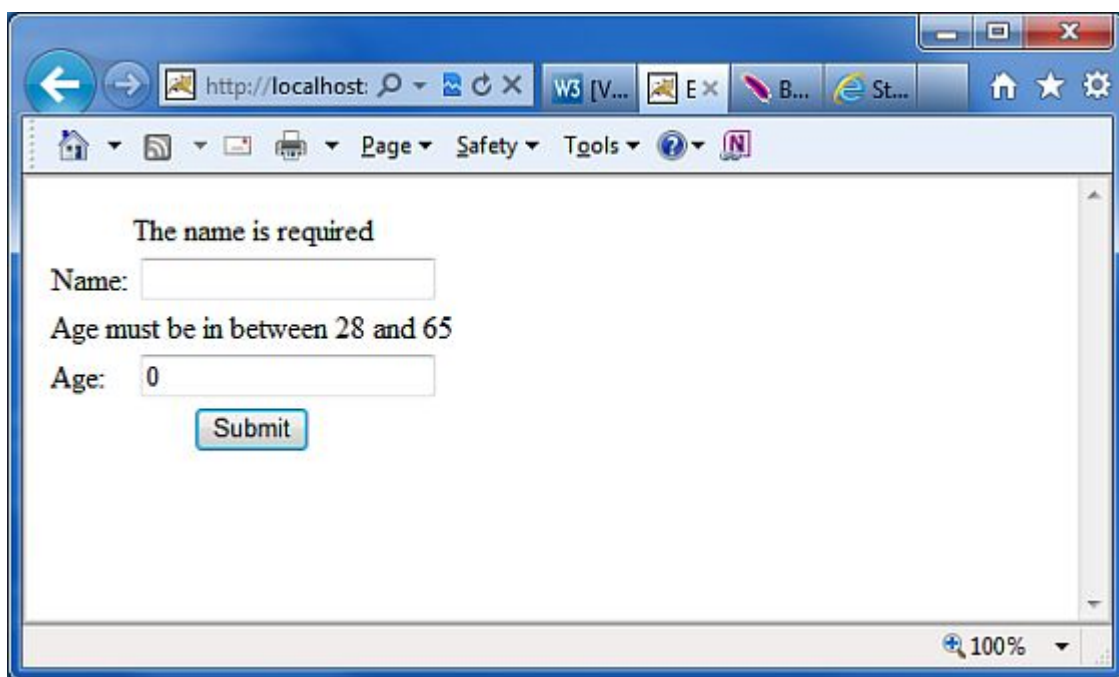 http://localhost:
W3 [V...
E
B...
St...
Page
Safety
Tools
The name is required
Name:
Age must be in between 28 and 65
Age: 0
Submit
100%